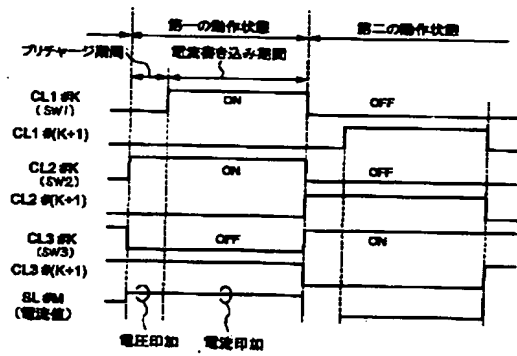 第一の動作状態
第二の動作状態
プリチャージ期間
電流書き込み期間
CL1 #K
(SW1)
ON
OFF
CL1 #(K+1)
CL2 #K
(SW2)
ON
OFF
CL2 #(K+1)
CL3 #K
(SW3)
OFF
ON
CL3 #(K+1)
SL #M
(電流値)
電圧印加
電流印加